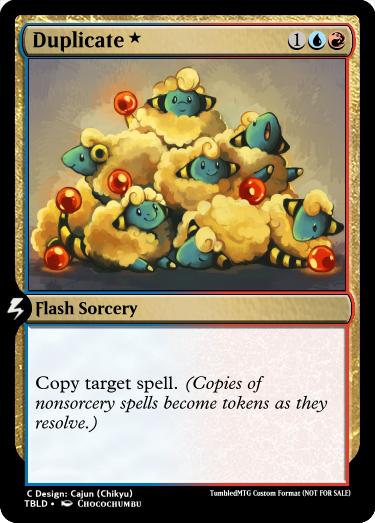 Duplicate ★ 1
Flash Sorcery
Copy target spell. (Copies of
nonsorcery spells become tokens as they
resolve.)
C Design: Cajun (Chikyu)
TumbledMTG Custom Format (NOT FOR SALE)
TBLD • Chocochumbu